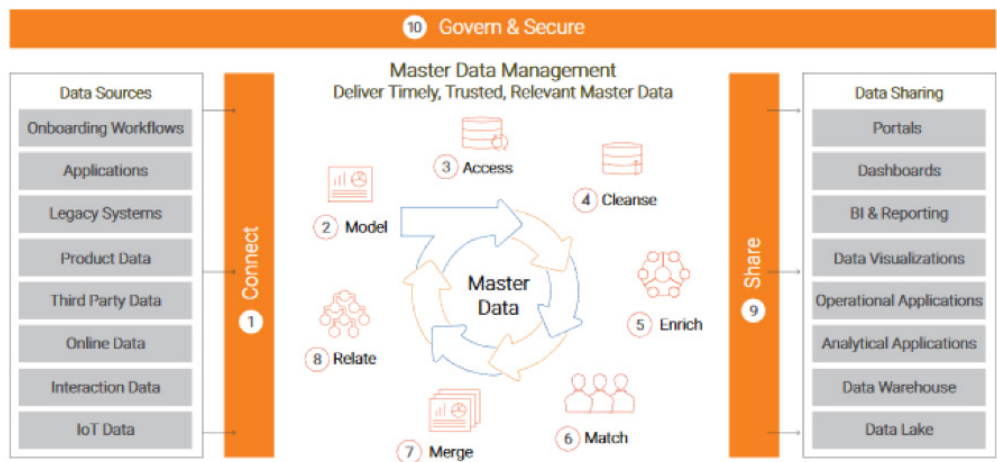 10 Govern & Secure
Data Sources
Onboarding Workflows
Applications
Legacy Systems
Product Data
Third Party Data
Online Data
Interaction Data
IoT Data
1 Connect
Master Data Management
Deliver Timely, Trusted, Relevant Master Data
2 Model
3 Access
4 Cleanse
5 Enrich
6 Match
7 Merge
8 Relate
Master
Data
9 Share
Data Sharing
Portals
Dashboards
BI & Reporting
Data Visualizations
Operational Applications
Analytical Applications
Data Warehouse
Data Lake